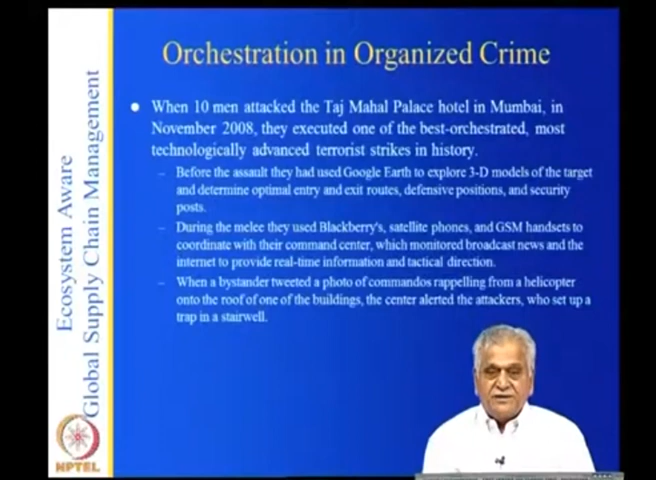 Orchestration in Organized Crime
When 10 men attacked the Taj Mahal Palace hotel in Mumbai, in
November 2008, they executed one of the best-orchestrated, most
technologically advanced terrorist strikes in history.
– Before the assault they had used Google Earth to explore 3-D models of the target
and determine optimal entry and exit routes, defensive positions, and security
posts.
– During the melee they used Blackberry's, satellite phones, and GSM handsets to
coordinate with their command center, which monitored broadcast news and the
internet to provide real-time information and tactical direction.
– When a bystander tweeted a photo of commandos rappelling from a helicopter
onto the roof of one of the buildings, the center alerted the attackers, who set up a
trap in a stairwell.
Ecosystem Aware
Global Supply Chain Management
NPTEL